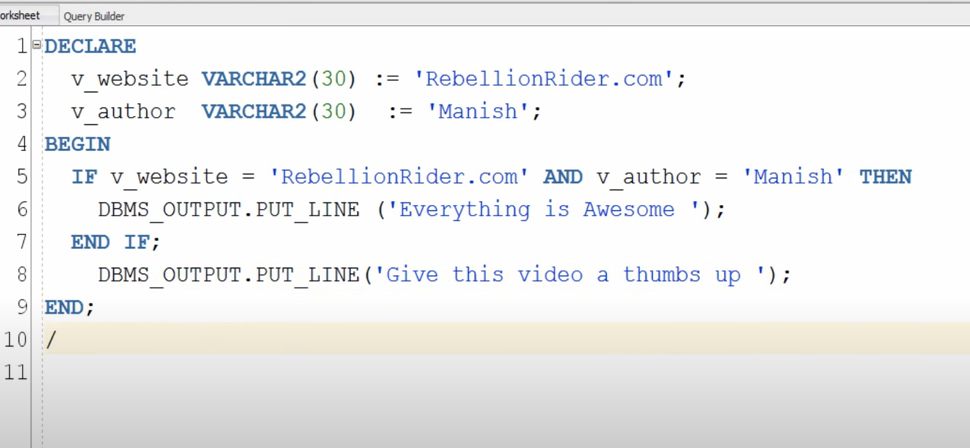 orksheet Query Builder
1 DECLARE
2 v_website VARCHAR2(30) := 'RebellionRider.com';
3 v_author VARCHAR2(30) := 'Manish';
4 BEGIN
5 IF v_website = 'RebellionRider.com' AND v_author = 'Manish' THEN
6 DBMS_OUTPUT.PUT_LINE ('Everything is Awesome ');
7 END IF;
8 DBMS_OUTPUT.PUT_LINE('Give this video a thumbs up ');
9 END;
10 /
11